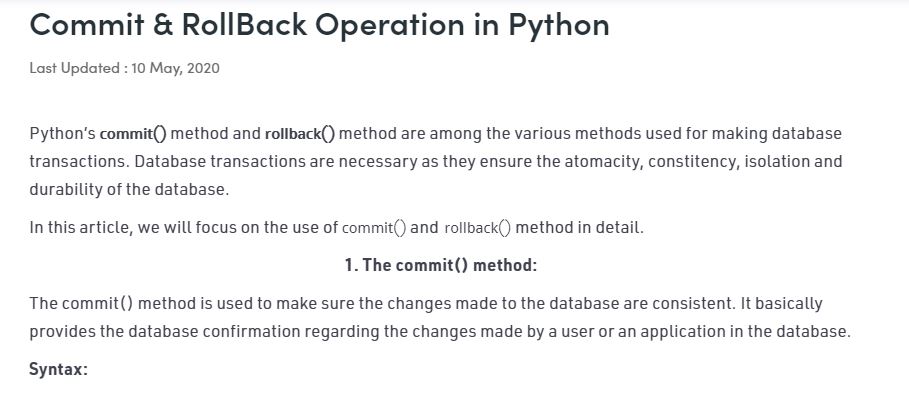 Commit & RollBack Operation in Python
Last Updated : 10 May, 2020
Python's commit() method and rollback() method are among the various methods used for making database
transactions. Database transactions are necessary as they ensure the atomacity, constitency, isolation and
durability of the database.
In this article, we will focus on the use of commit() and rollback() method in detail.
1. The commit() method:
The commit() method is used to make sure the changes made to the database are consistent. It basically
provides the database confirmation regarding the changes made by a user or an application in the database.
Syntax: